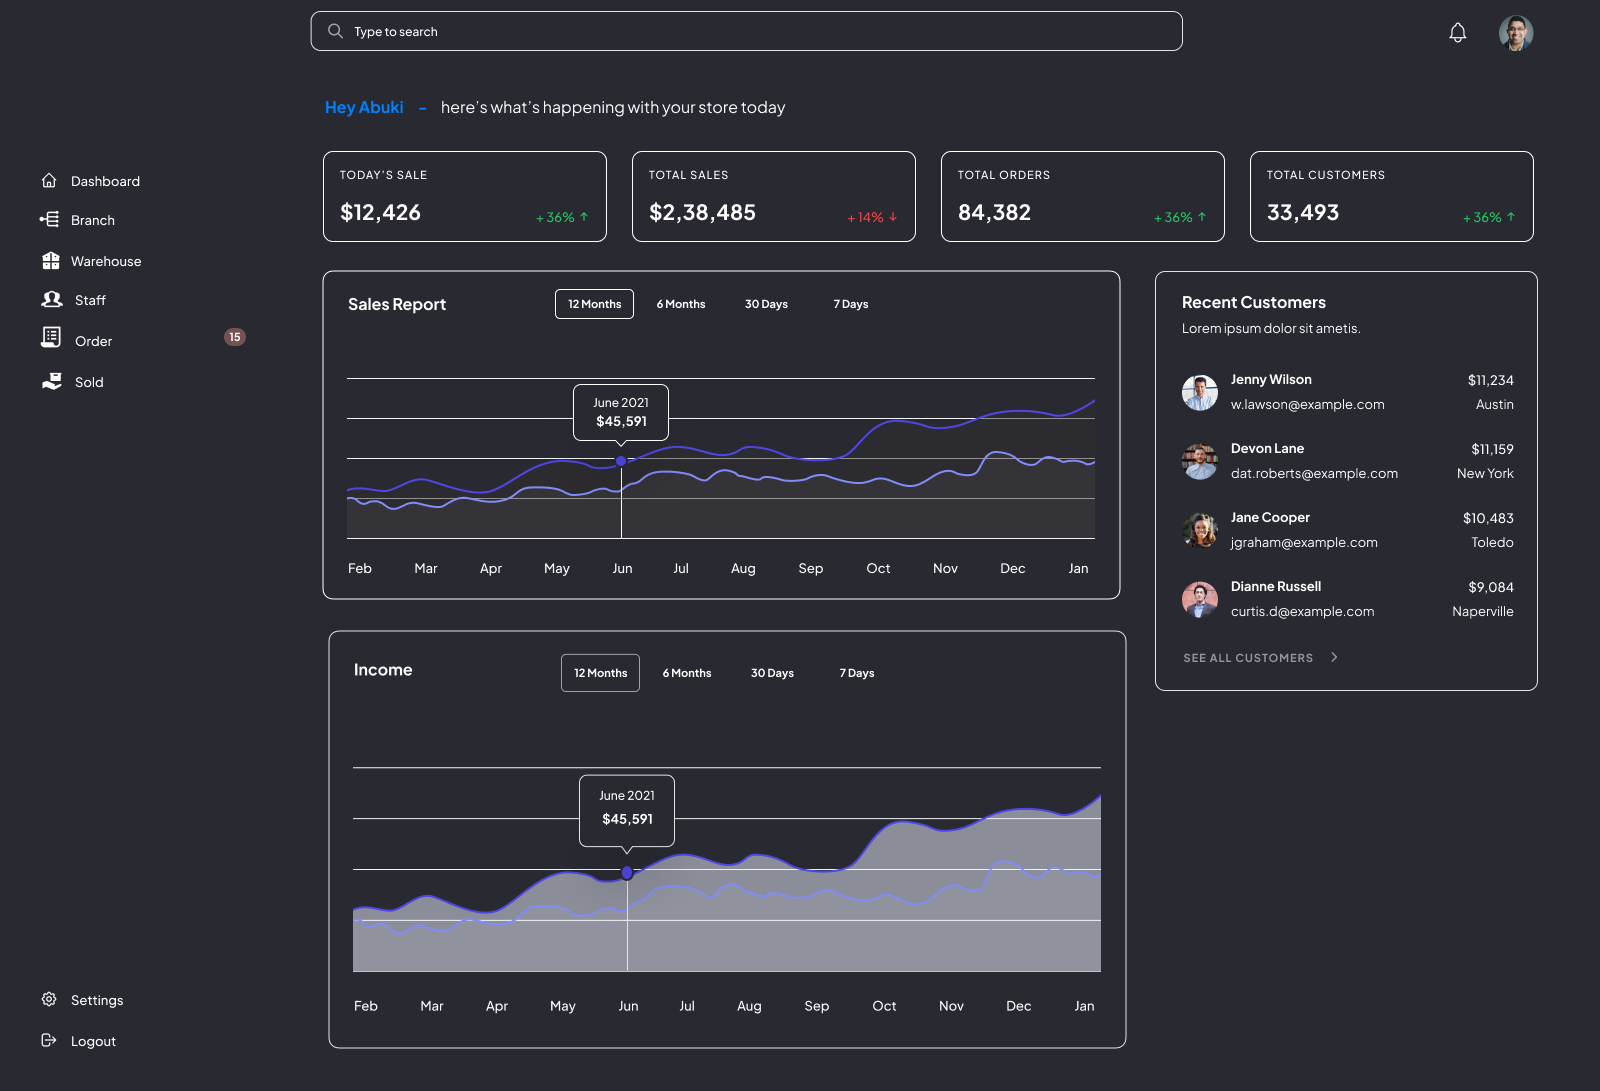 Type to search
Hey Abuki - here's what's happening with your store today
Dashboard
Branch
Warehouse
Staff
Order 15
Sold
Settings
Logout
TODAY'S SALE
$12,426 +36% ↑
TOTAL SALES
$2,38,485 +14% ↓
TOTAL ORDERS
84,382 +36% ↑
TOTAL CUSTOMERS
33,493 +36% ↑
Sales Report 12 Months 6 Months 30 Days 7 Days
June 2021
$45,591
Feb Mar Apr May Jun Jul Aug Sep Oct Nov Dec Jan
Recent Customers
Lorem ipsum dolor sit ametis.
Jenny Wilson $11,234
w.lawson@example.com Austin
Devon Lane $11,159
dat.roberts@example.com New York
Jane Cooper $10,483
jgraham@example.com Toledo
Dianne Russell $9,084
curtis.d@example.com Naperville
SEE ALL CUSTOMERS
Income 12 Months 6 Months 30 Days 7 Days
June 2021
$45,591
Feb Mar Apr May Jun Jul Aug Sep Oct Nov Dec Jan